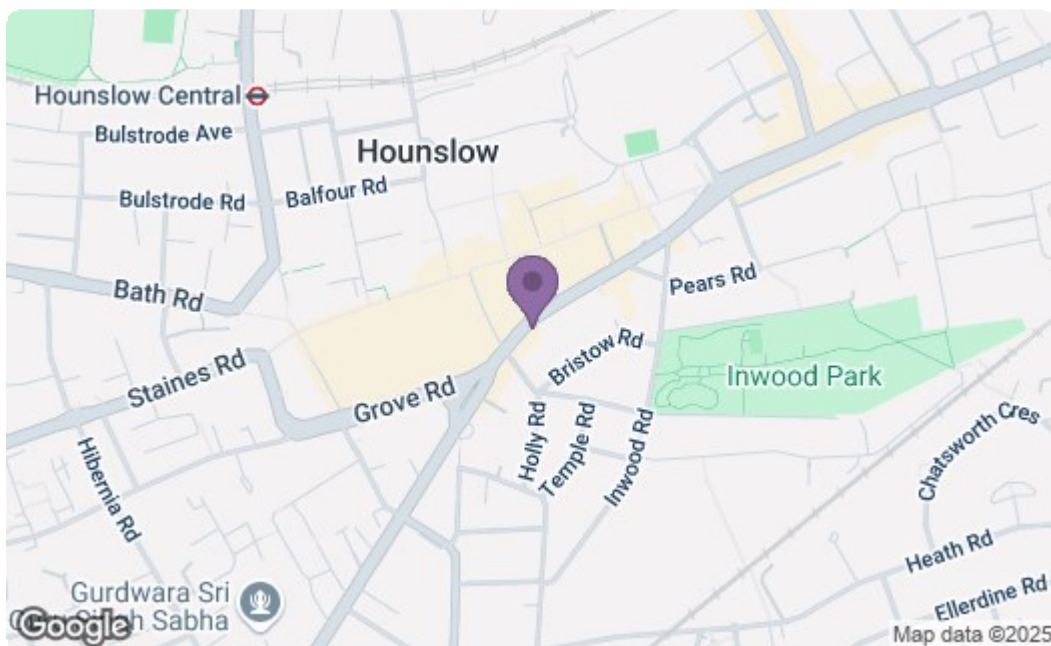 Hounslow Central
Bulstrode Ave
Hounslow
Bulstrode Rd
Balfour Rd
Pears Rd
Bath Rd
Bristow Rd
Staines Rd
Inwood Park
Grove Rd
Holly Rd
Temple Rd
Inwood Rd
Chatsworth Cres
Hibernia Rd
Heath Rd
Gurdwara Sri
Sabha
Ellerdine Rd
Google
Map data ©2025